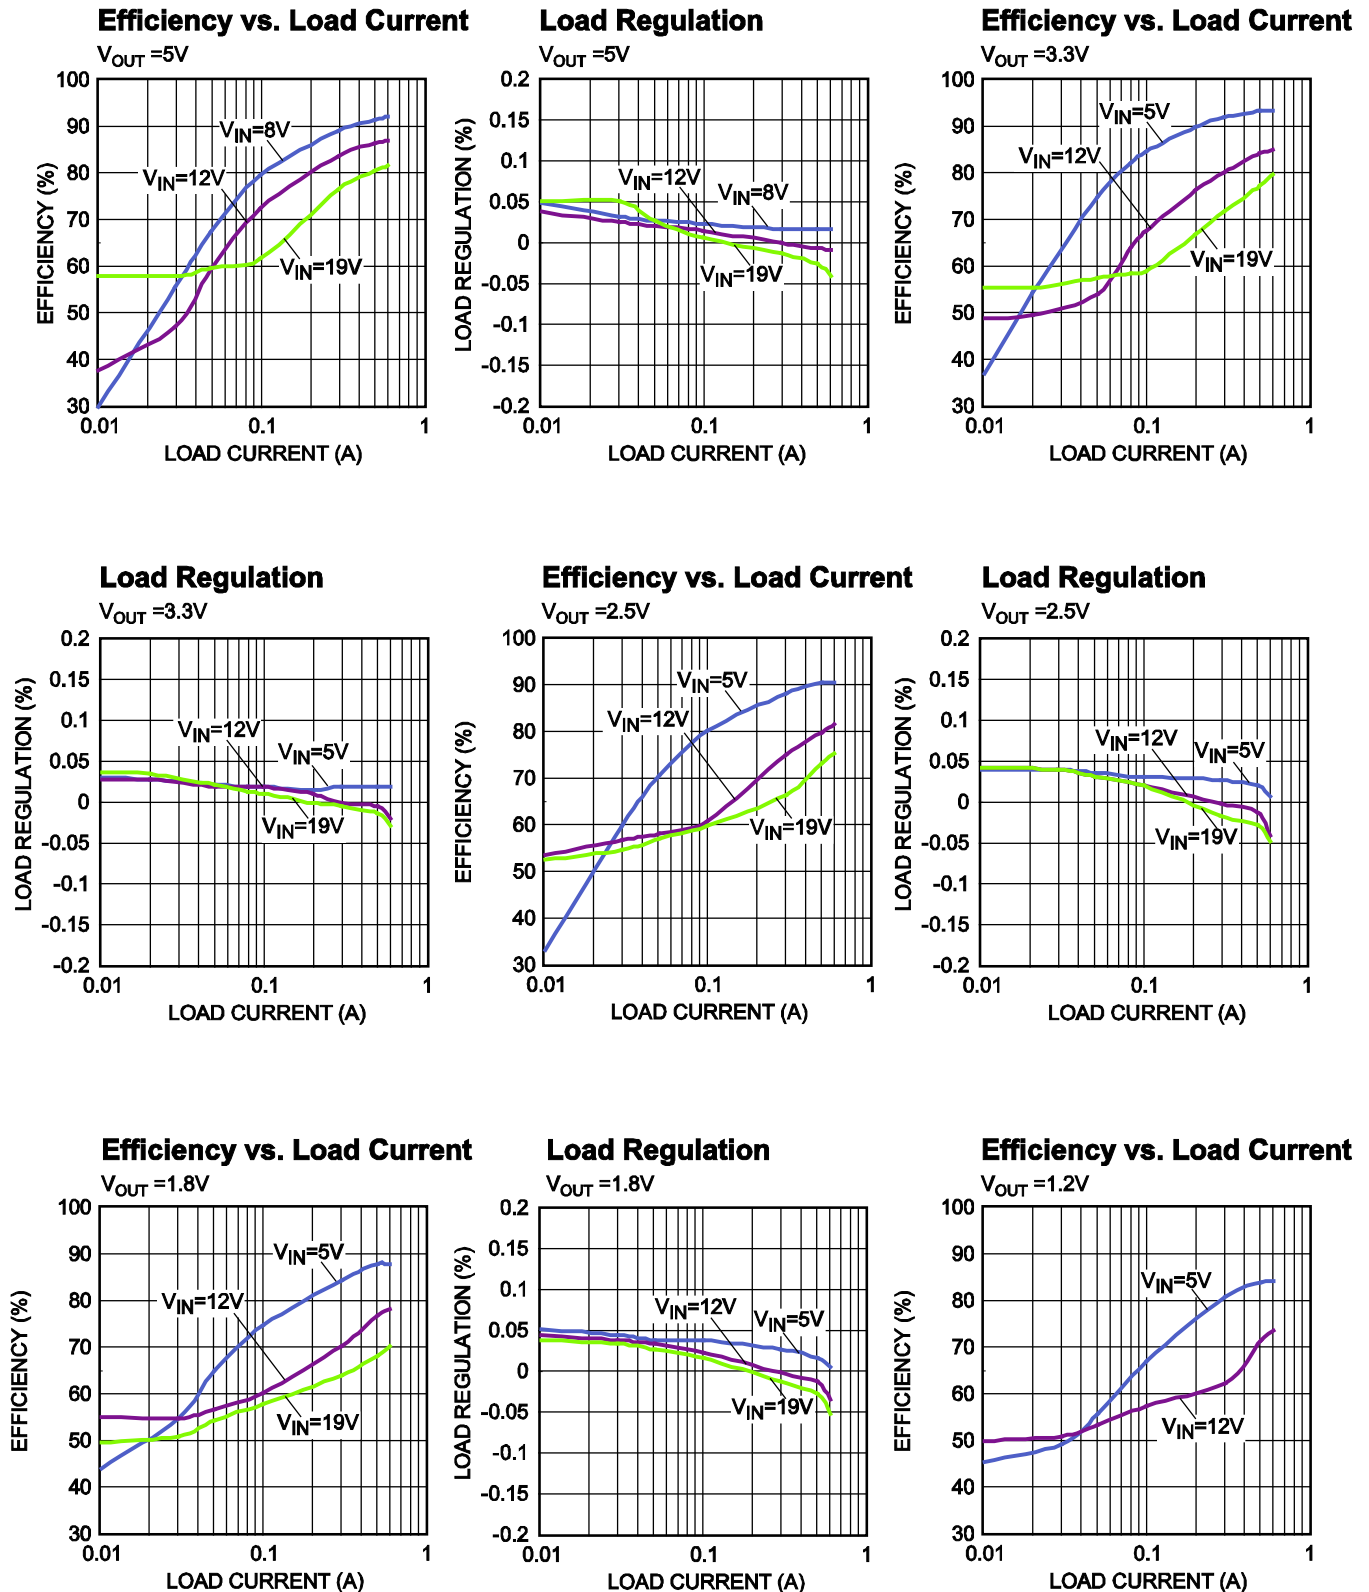 Efficiency vs. Load Current
VOUT =5V
EFFICIENCY (%)
100
90
80
70
60
50
40
30
VIN=8V
VIN=12V
VIN=19V
0.01
0.1
1
LOAD CURRENT (A)
Load Regulation
VOUT =5V
LOAD REGULATION (%)
0.2
0.15
0.1
0.05
0
-0.05
-0.1
-0.15
-0.2
VIN=12V
VIN=8V
VIN=19V
0.01
0.1
1
LOAD CURRENT (A)
Efficiency vs. Load Current
VOUT =3.3V
EFFICIENCY (%)
100
90
80
70
60
50
40
30
VIN=5V
VIN=12V
VIN=19V
0.01
0.1
1
LOAD CURRENT (A)
Load Regulation
VOUT =3.3V
LOAD REGULATION (%)
0.2
0.15
0.1
0.05
0
-0.05
-0.1
-0.15
-0.2
VIN=12V
VIN=5V
VIN=19V
0.01
0.1
1
LOAD CURRENT (A)
Efficiency vs. Load Current
VOUT =2.5V
EFFICIENCY (%)
100
90
80
70
60
50
40
30
VIN=5V
VIN=12V
VIN=19V
0.01
0.1
1
LOAD CURRENT (A)
Load Regulation
VOUT =2.5V
LOAD REGULATION (%)
0.2
0.15
0.1
0.05
0
-0.05
-0.1
-0.15
-0.2
VIN=12V
VIN=5V
VIN=19V
0.01
0.1
1
LOAD CURRENT (A)
Efficiency vs. Load Current
VOUT =1.8V
EFFICIENCY (%)
100
90
80
70
60
50
40
30
VIN=5V
VIN=12V
VIN=19V
0.01
0.1
1
LOAD CURRENT (A)
Load Regulation
VOUT =1.8V
LOAD REGULATION (%)
0.2
0.15
0.1
0.05
0
-0.05
-0.1
-0.15
-0.2
VIN=12V
VIN=5V
VIN=19V
0.01
0.1
1
LOAD CURRENT (A)
Efficiency vs. Load Current
VOUT =1.2V
EFFICIENCY (%)
100
90
80
70
60
50
40
30
VIN=5V
VIN=12V
0.01
0.1
1
LOAD CURRENT (A)